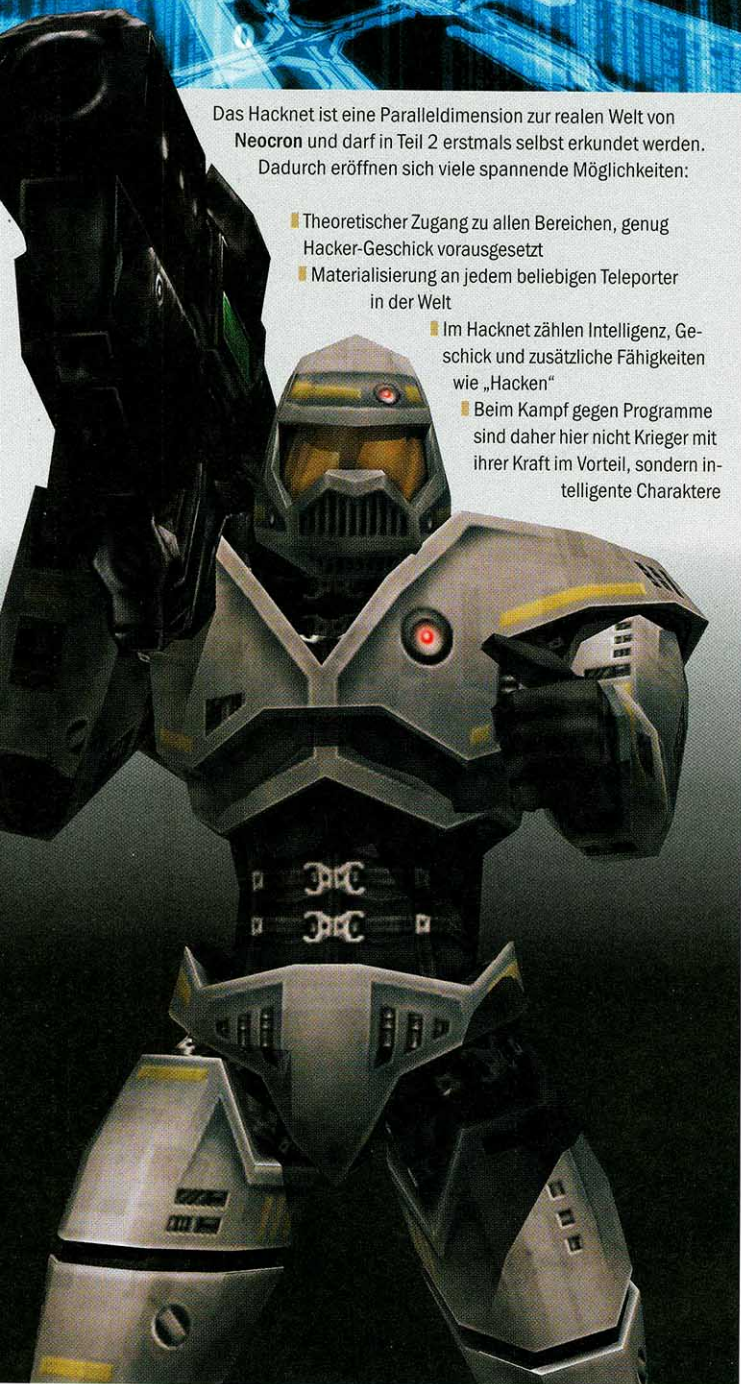 Das Hacknet ist eine Paralleldimension zur realen Welt von
Neocron und darf in Teil 2 erstmals selbst erkundet werden.
Dadurch eröffnen sich viele spannende Möglichkeiten:
Theoretischer Zugang zu allen Bereichen, genug
Hacker-Geschick vorausgesetzt
Materialisierung an jedem beliebigen Teleporter
in der Welt
Im Hacknet zählen Intelligenz, Ge-
schick und zusätzliche Fähigkeiten
wie „Hacken“
Beim Kampf gegen Programme
sind daher hier nicht Krieger mit
ihrer Kraft im Vorteil, sondern in-
telligente Charaktere